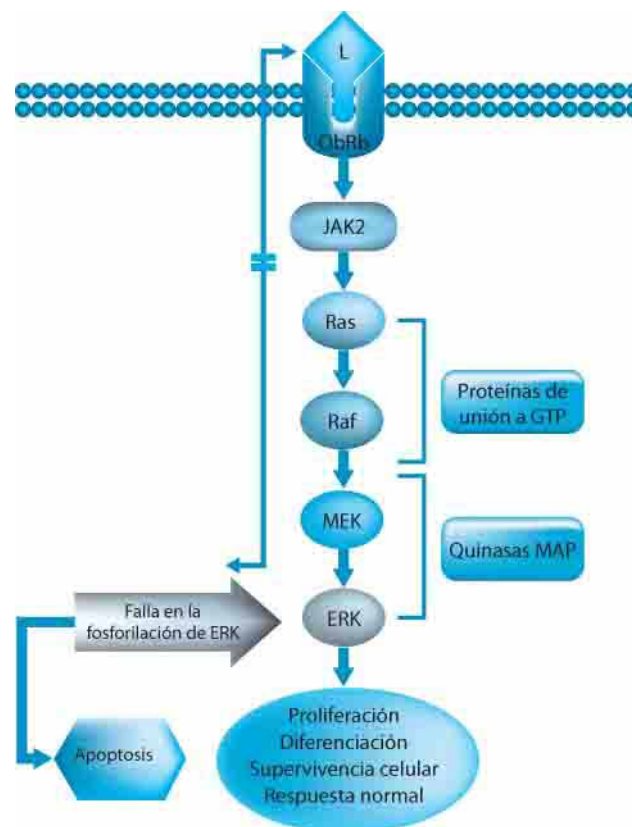 L
ObRb
JAK2
Ras
Proteínas de
unión a GTP
Raf
MEK
Quinasas MAP
Falla en la
fosforilación de ERK
ERK
Proliferación
Diferenciación
Supervivencia celular
Respuesta normal
Apoptosis